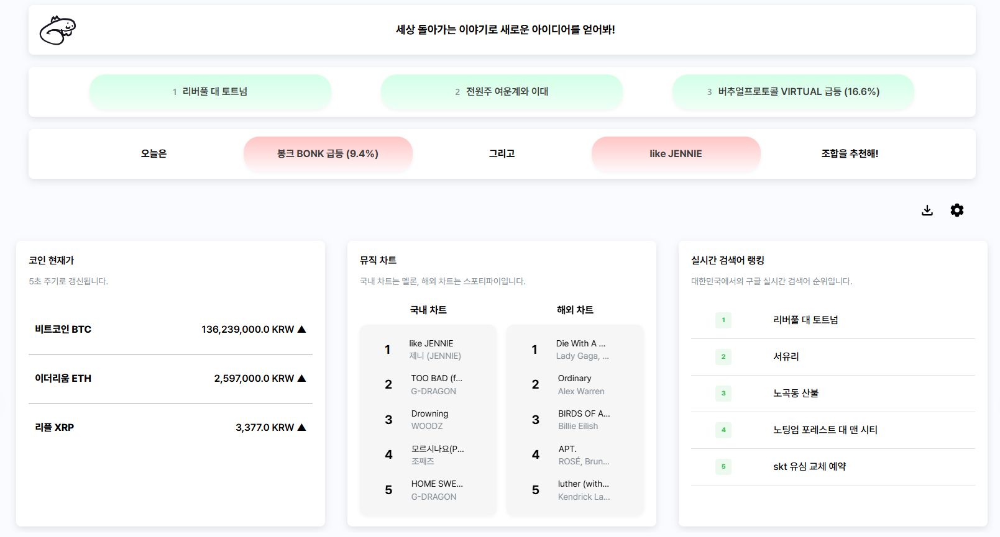 세상 돌아가는 이야기로 새로운 아이디어를 얻어봐!
1 리버풀 대 토트넘
2 전원주 여운계와 이대
3 버추얼프로토콜 VIRTUAL 급등 (16.6%)
오늘은 봉크 BONK 급등 (9.4%) 그리고 like JENNIE 조합을 추천해!
코인 현재가
5초 주기로 갱신됩니다.
비트코인 BTC 136,239,000.0 KRW ▲
이더리움 ETH 2,597,000.0 KRW ▲
리플 XRP 3,377.0 KRW ▲
뮤직 차트
국내 차트는 멜론, 해외 차트는 스포티파이입니다.
국내 차트
1 like JENNIE
제니 (JENNIE)
2 TOO BAD (f...
G-DRAGON
3 Drowning
WOODZ
4 모르시나요(P...
조째즈
5 HOME SWE...
G-DRAGON
해외 차트
1 Die With A ...
Lady Gaga, ...
2 Ordinary
Alex Warren
3 BIRDS OF A...
Billie Eilish
4 APT.
ROSÉ, Brun...
5 luther (with...
Kendrick La...
실시간 검색어 랭킹
대한민국에서의 구글 실시간 검색어 순위입니다.
1 리버풀 대 토트넘
2 서유리
3 노곡동 산불
4 노팅엄 포레스트 대 맨 시티
5 skt 유심 교체 예약